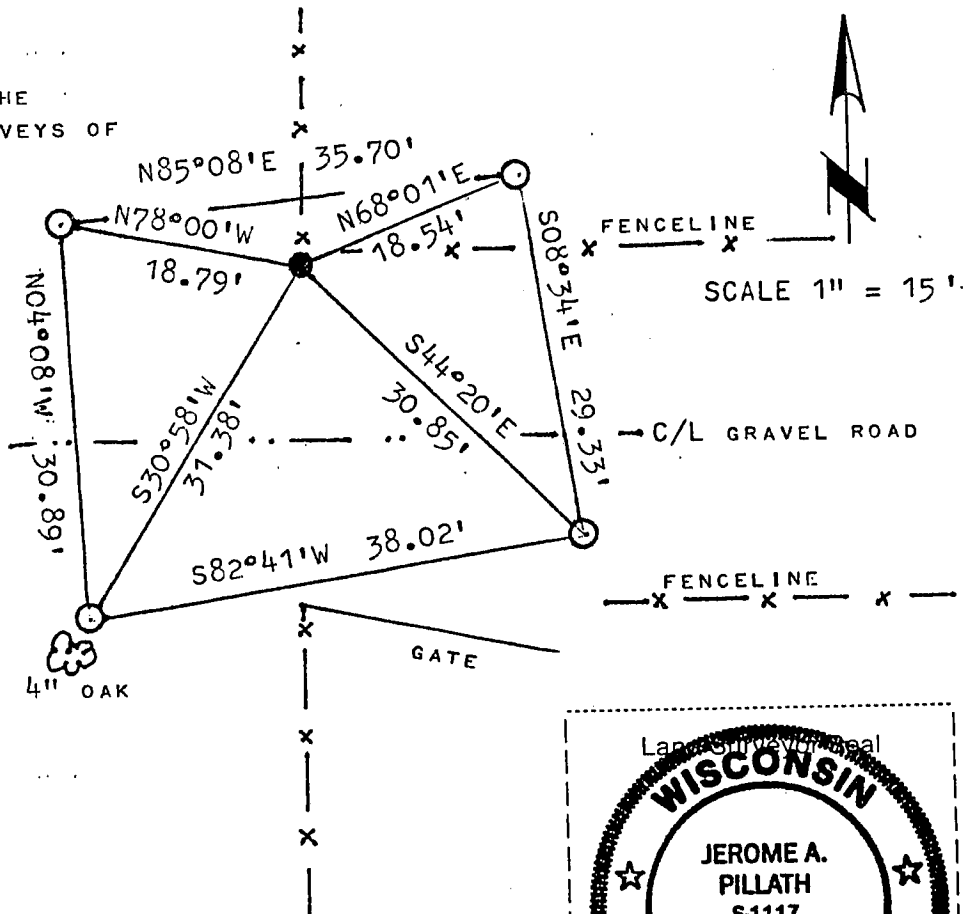 HE
VEYS OF
N85°08'E 35.70'
N78°00'W
18.79'
N68°01'E
18.54'
FENCELINE
S08°34'E 29.33'
SCALE 1" = 15'
N04°08'W 30.89'
S30°58'W
31.38'
S44°20'E
30.85'
C/L GRAVEL ROAD
S82°41'W 38.02'
FENCELINE
GATE
4" OAK
Land Surveyor Seal
WISCONSIN
JEROME A.
PILLATH
S-1117